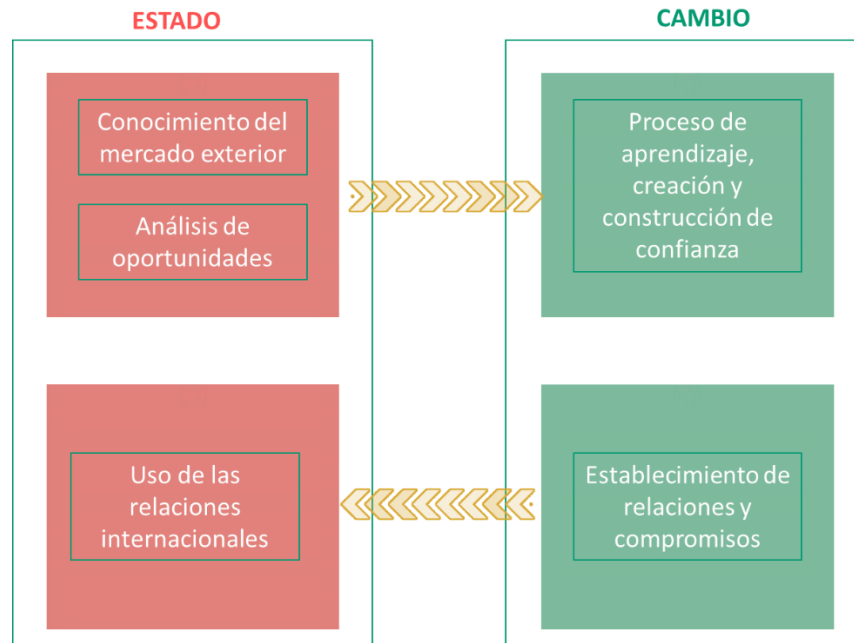 ESTADO
CAMBIO
Conocimiento del
mercado exterior
Análisis de
oportunidades
Proceso de
aprendizaje,
creación y
construcción de
confianza
Uso de las
relaciones
internacionales
Establecimiento de
relaciones y
compromisos